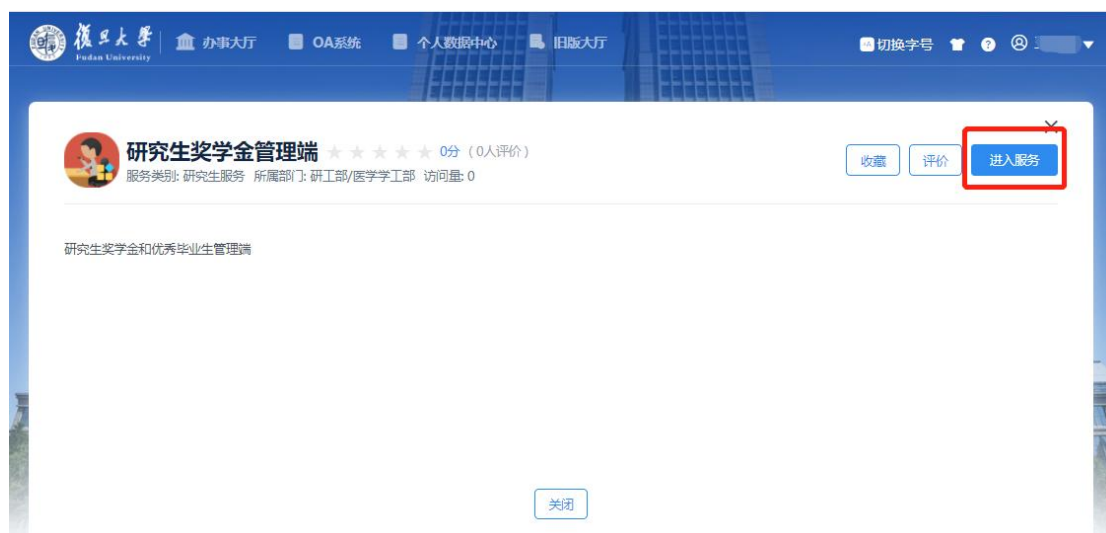 復旦大學 办事大厅 OA系统 个人数据中心 旧版大厅 切换字号
Fudan University
研究生奖学金管理端 0分 (0人评价)
收藏 评价 进入服务
服务类别: 研究生服务 所属部门: 研工部/医学学工部 访问量: 0
研究生奖学金和优秀毕业生管理端
关闭